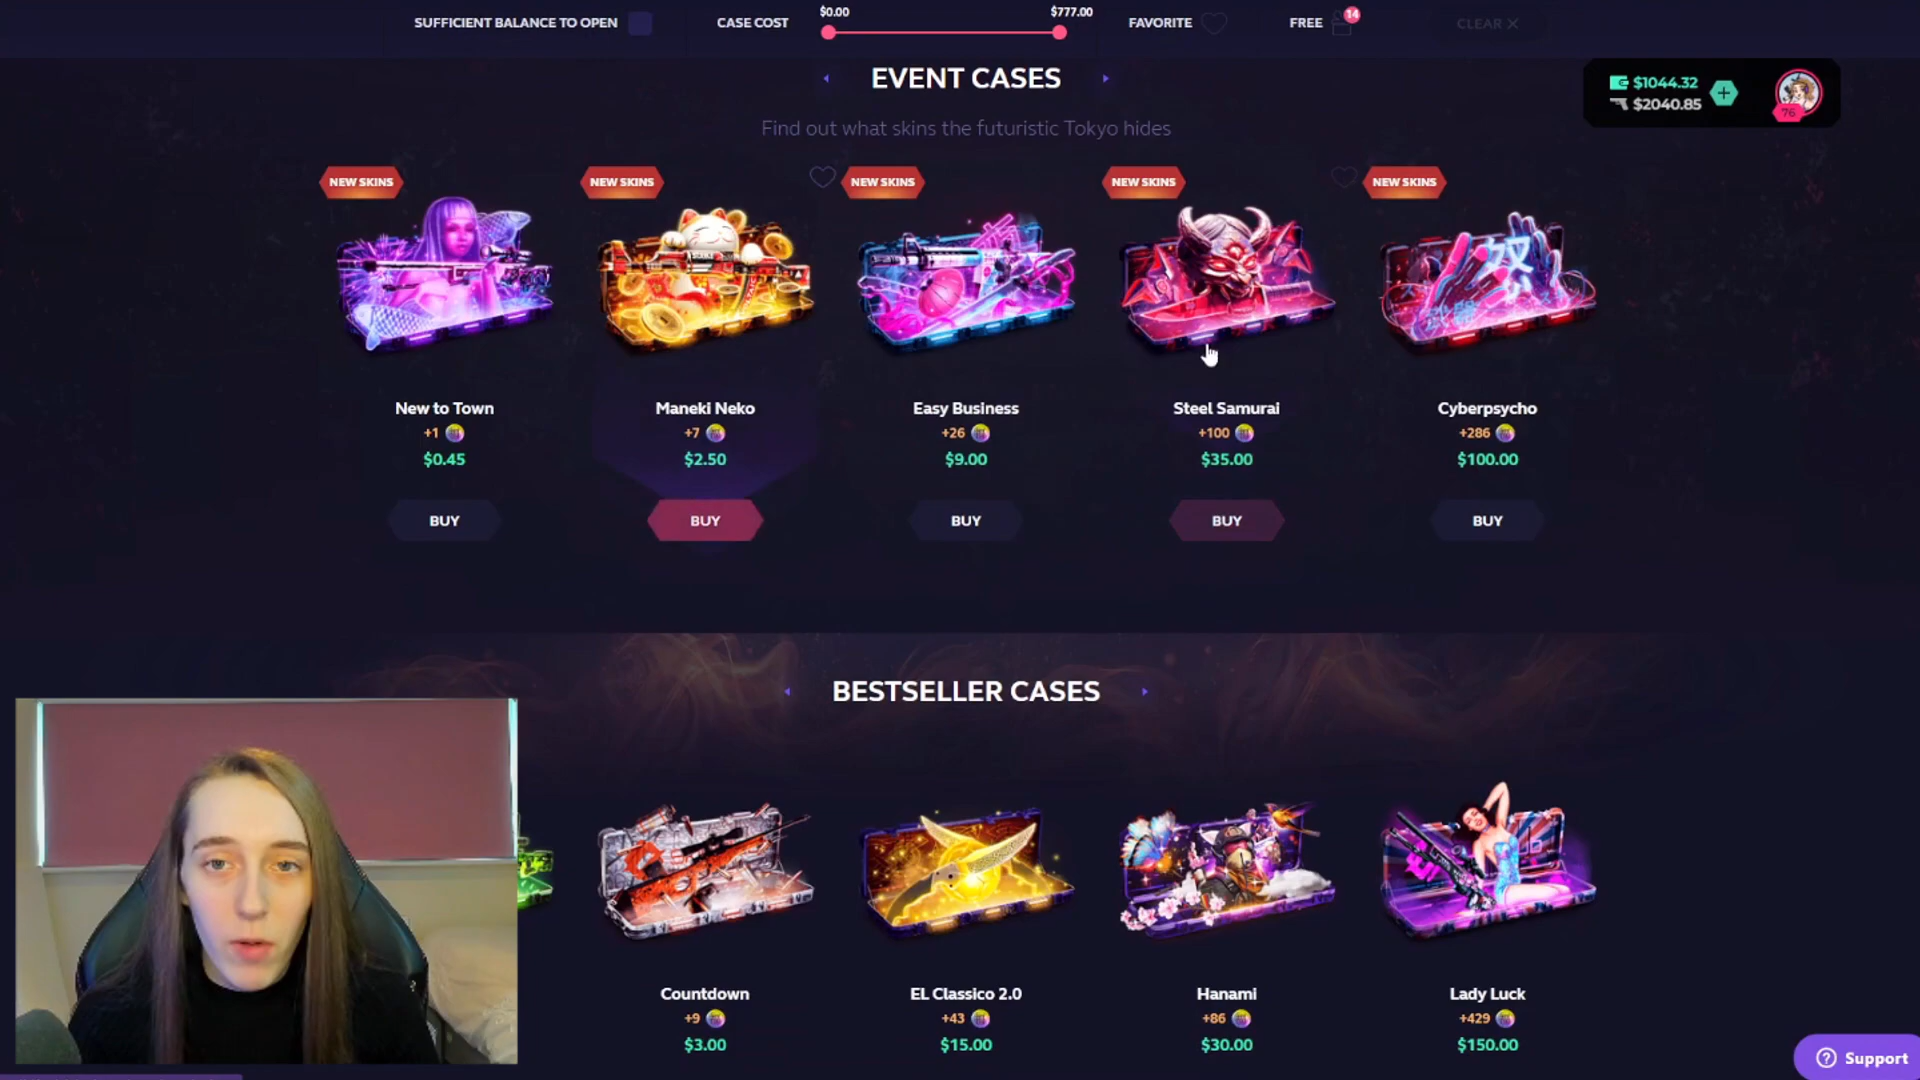 SUFFICIENT BALANCE TO OPEN
CASE COST
$0.00
$777.00
FAVORITE
FREE
14
CLEAR ×
EVENT CASES
Find out what skins the futuristic Tokyo hides
$1044.32
$2040.85
76
NEW SKINS
NEW SKINS
NEW SKINS
NEW SKINS
NEW SKINS
New to Town
+1
$0.45
BUY
Maneki Neko
+7
$2.50
BUY
Easy Business
+26
$9.00
BUY
Steel Samurai
+100
$35.00
BUY
奴
Cyberpsycho
+286
$100.00
BUY
BESTSELLER CASES
Countdown
+9
$3.00
EL Classico 2.0
+43
$15.00
Hanami
+86
$30.00
Lady Luck
+429
$150.00
Support